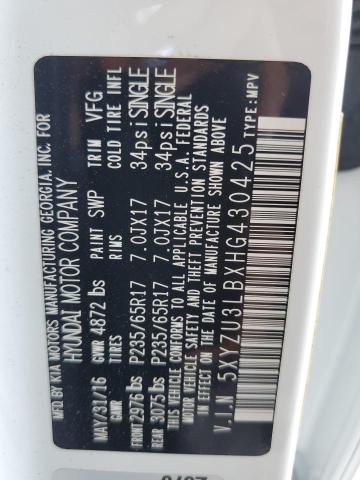 MFD BY KIA MOTORS MANUFACTURING GEORGIA, INC. FOR
HYUNDAI MOTOR COMPANY
MAY/31/16 GVWR 4872 lbs PAINT SWP TRIM VFG
GAWR TIRES RIMS COLD TIRE INFL
FRONT 2976 lbs P235/65R17 7.0JX17 34psi SINGLE
REAR 3075 lbs P235/65R17 7.0JX17 34psi SINGLE
THIS VEHICLE CONFORMS TO ALL APPLICABLE U.S.A. FEDERAL
MOTOR VEHICLE SAFETY AND THEFT PREVENTION STANDARDS
IN EFFECT ON THE DATE OF MANUFACTURE SHOWN ABOVE
V.I.N 5XYZU3LBXHG430425 TYPE:MPV